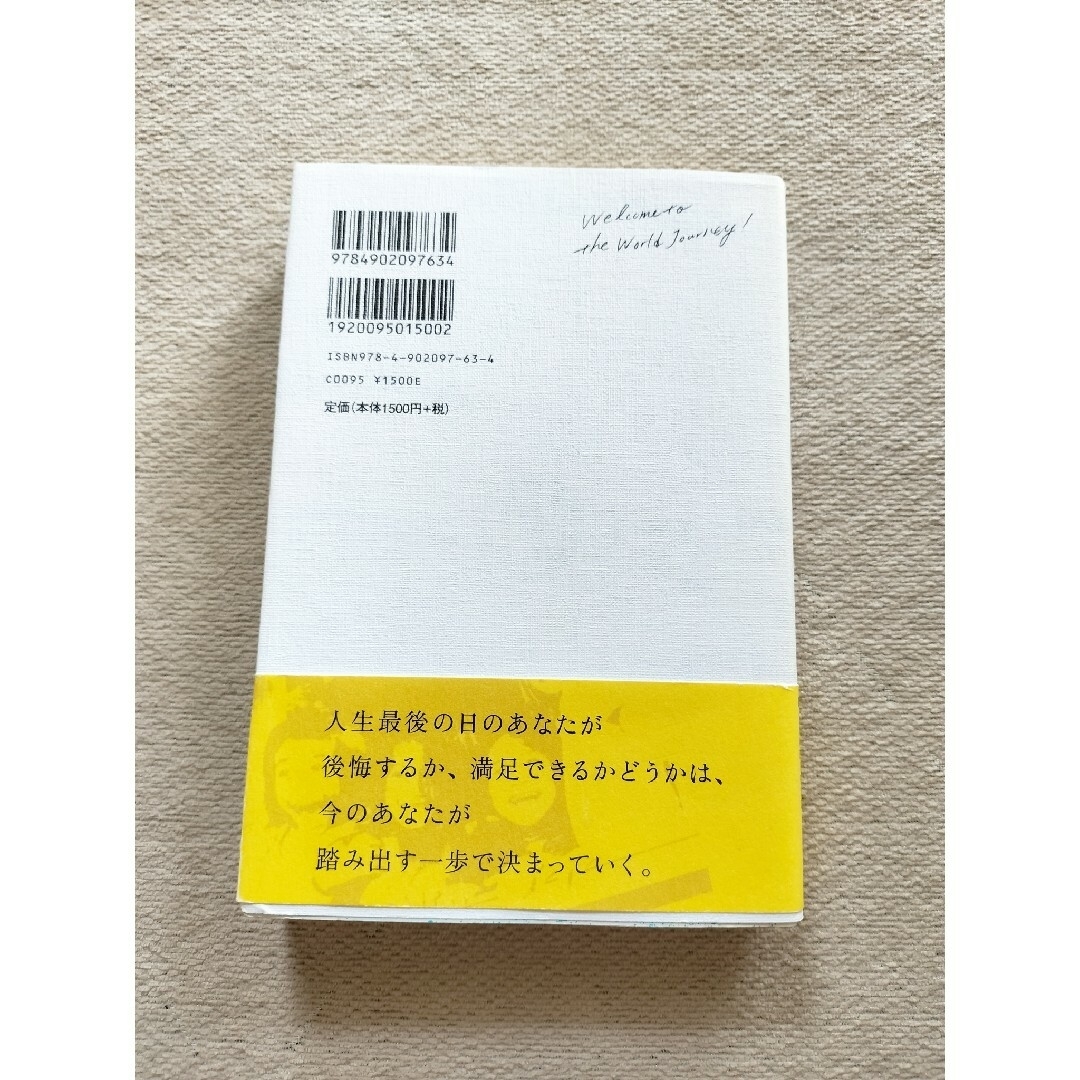 9784902097634
1920095015002
ISBN978-4-902097-63-4
C0095 ¥1500E
定価(本体1500円+税)
Welcome to
the World Journey!
人生最後の日のあなたが
後悔するか、満足できるかどうかは、
今のあなたが
踏み出す一歩で決まっていく。